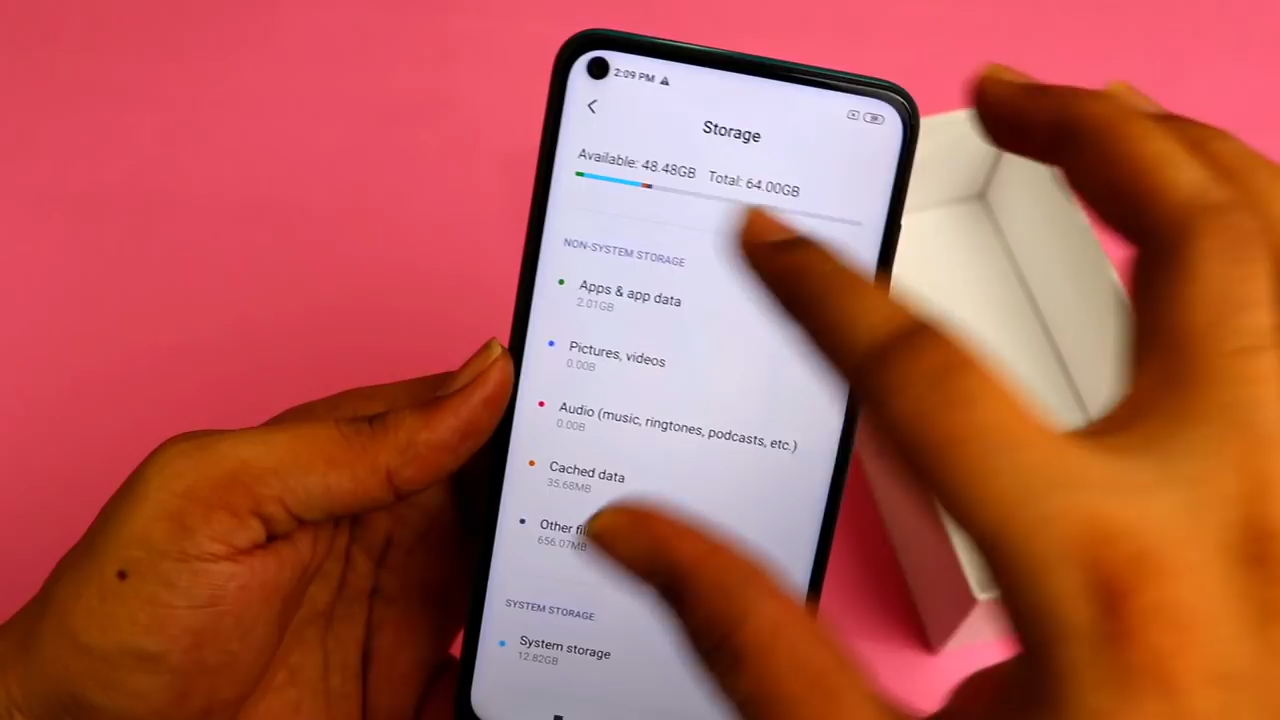 2:09 PM
Storage
Available: 48.48GB Total: 64.00GB
NON-SYSTEM STORAGE
Apps & app data
2.01GB
Pictures, videos
0.00B
Audio (music, ringtones, podcasts, etc.)
0.00B
Cached data
35.68MB
Other fil
656.07MB
SYSTEM STORAGE
System storage
12.82GB